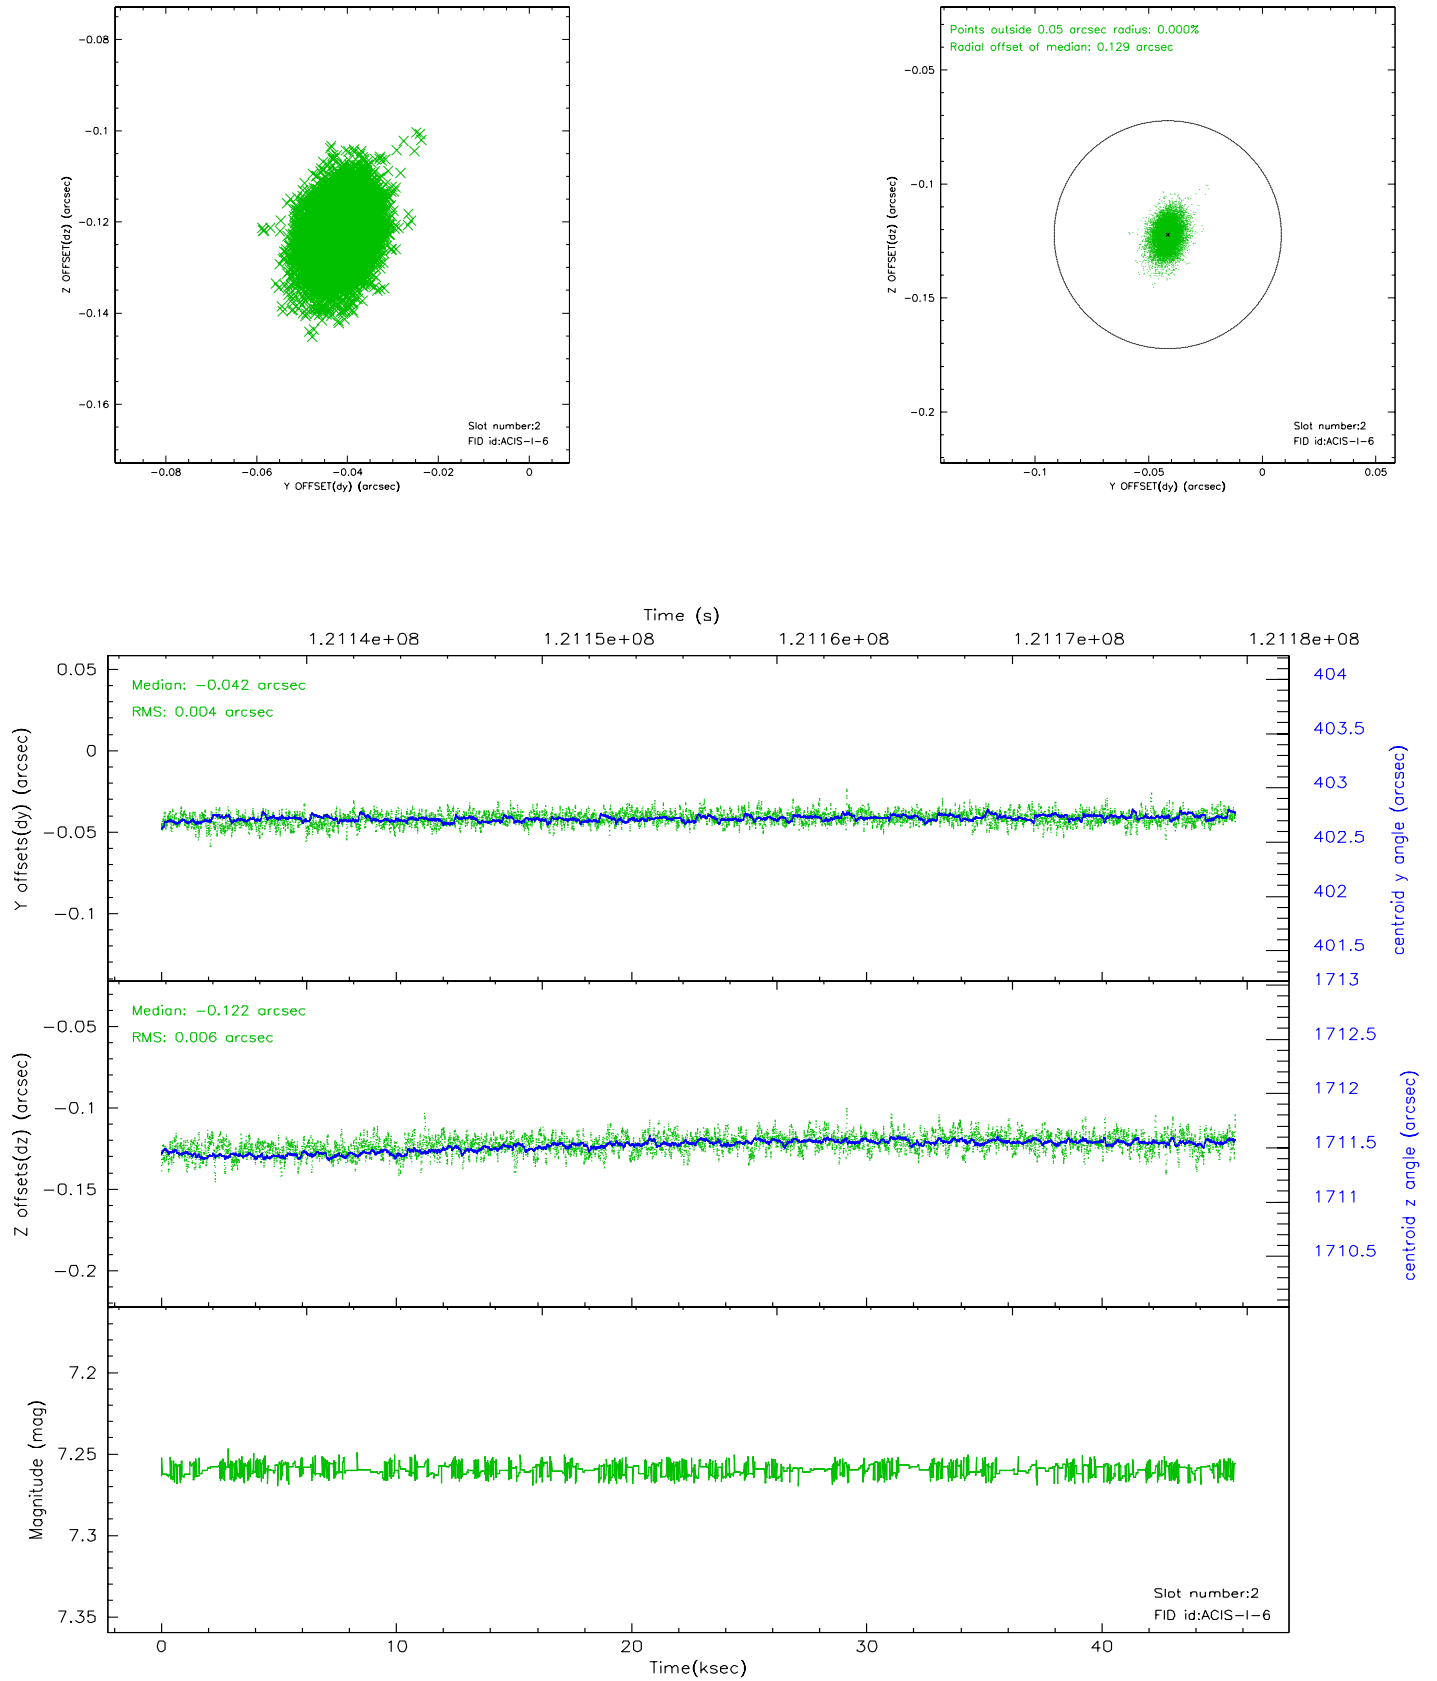 -0.08
-0.1
-0.12
-0.14
-0.16
Z OFFSET(dz) (arcsec)
Slot number:2
FID id:ACIS-I-6
-0.08 -0.06 -0.04 -0.02 0
Y OFFSET(dy) (arcsec)
Points outside 0.05 arcsec radius: 0.000%
Radial offset of median: 0.129 arcsec
-0.05
-0.1
-0.15
-0.2
Z OFFSET(dz) (arcsec)
Slot number:2
FID id:ACIS-I-6
-0.1 -0.05 0 0.05
Y OFFSET(dy) (arcsec)
Time (s)
1.2114e+08 1.2115e+08 1.2116e+08 1.2117e+08 1.2118e+08
Median: -0.042 arcsec
RMS: 0.004 arcsec
0.05
0
-0.05
-0.1
Y offsets(dy) (arcsec)
404
403.5
403
402.5
402
401.5
centroid y angle (arcsec)
Median: -0.122 arcsec
RMS: 0.006 arcsec
-0.05
-0.1
-0.15
-0.2
Z offsets(dz) (arcsec)
1713
1712.5
1712
1711.5
1711
1710.5
centroid z angle (arcsec)
7.2
7.25
7.3
7.35
Magnitude (mag)
Slot number:2
FID id:ACIS-I-6
0 10 20 30 40
Time(ksec)